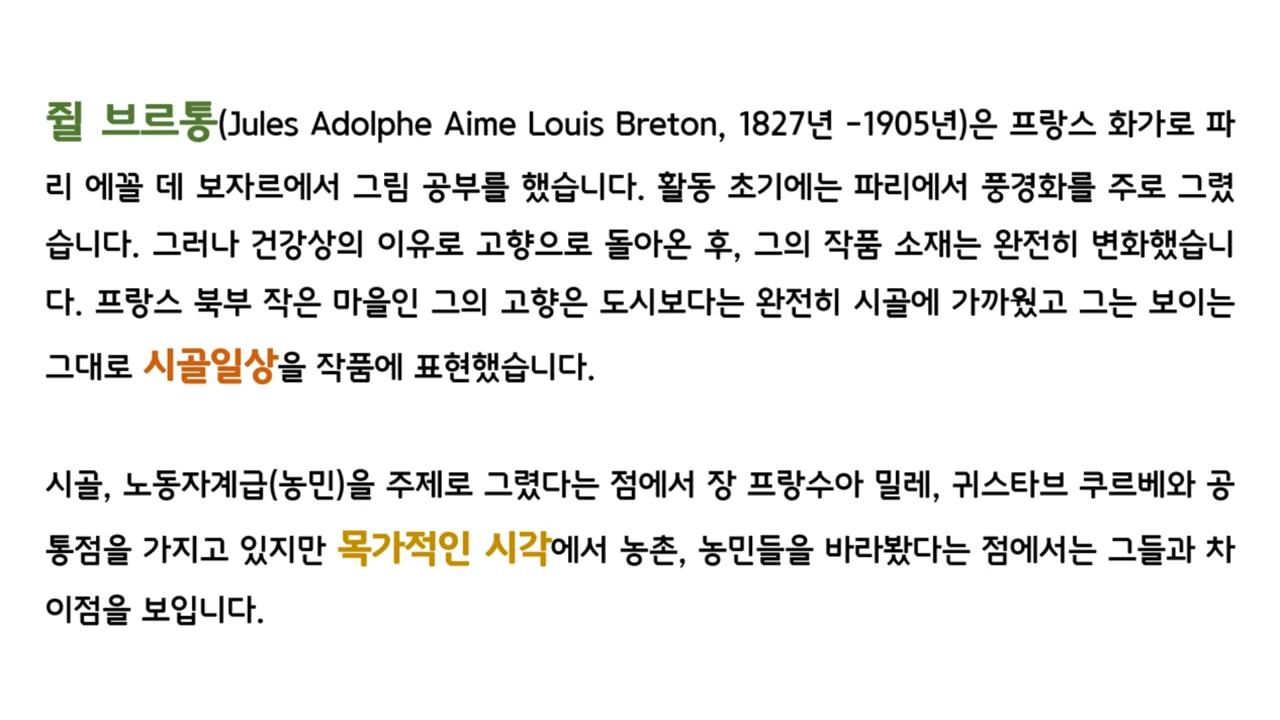 쥘 브르통(Jules Adolphe Aime Louis Breton, 1827년 -1905년)은 프랑스 화가로 파
리 에꼴 데 보자르에서 그림 공부를 했습니다. 활동 초기에는 파리에서 풍경화를 주로 그렸
습니다. 그러나 건강상의 이유로 고향으로 돌아온 후, 그의 작품 소재는 완전히 변화했습니
다. 프랑스 북부 작은 마을인 그의 고향은 도시보다는 완전히 시골에 가까웠고 그는 보이는
그대로 시골일상을 작품에 표현했습니다.
시골, 노동자계급(농민)을 주제로 그렸다는 점에서 장 프랑수아 밀레, 귀스타브 쿠르베와 공
통점을 가지고 있지만 목가적인 시각에서 농촌, 농민들을 바라봤다는 점에서는 그들과 차
이점을 보입니다.